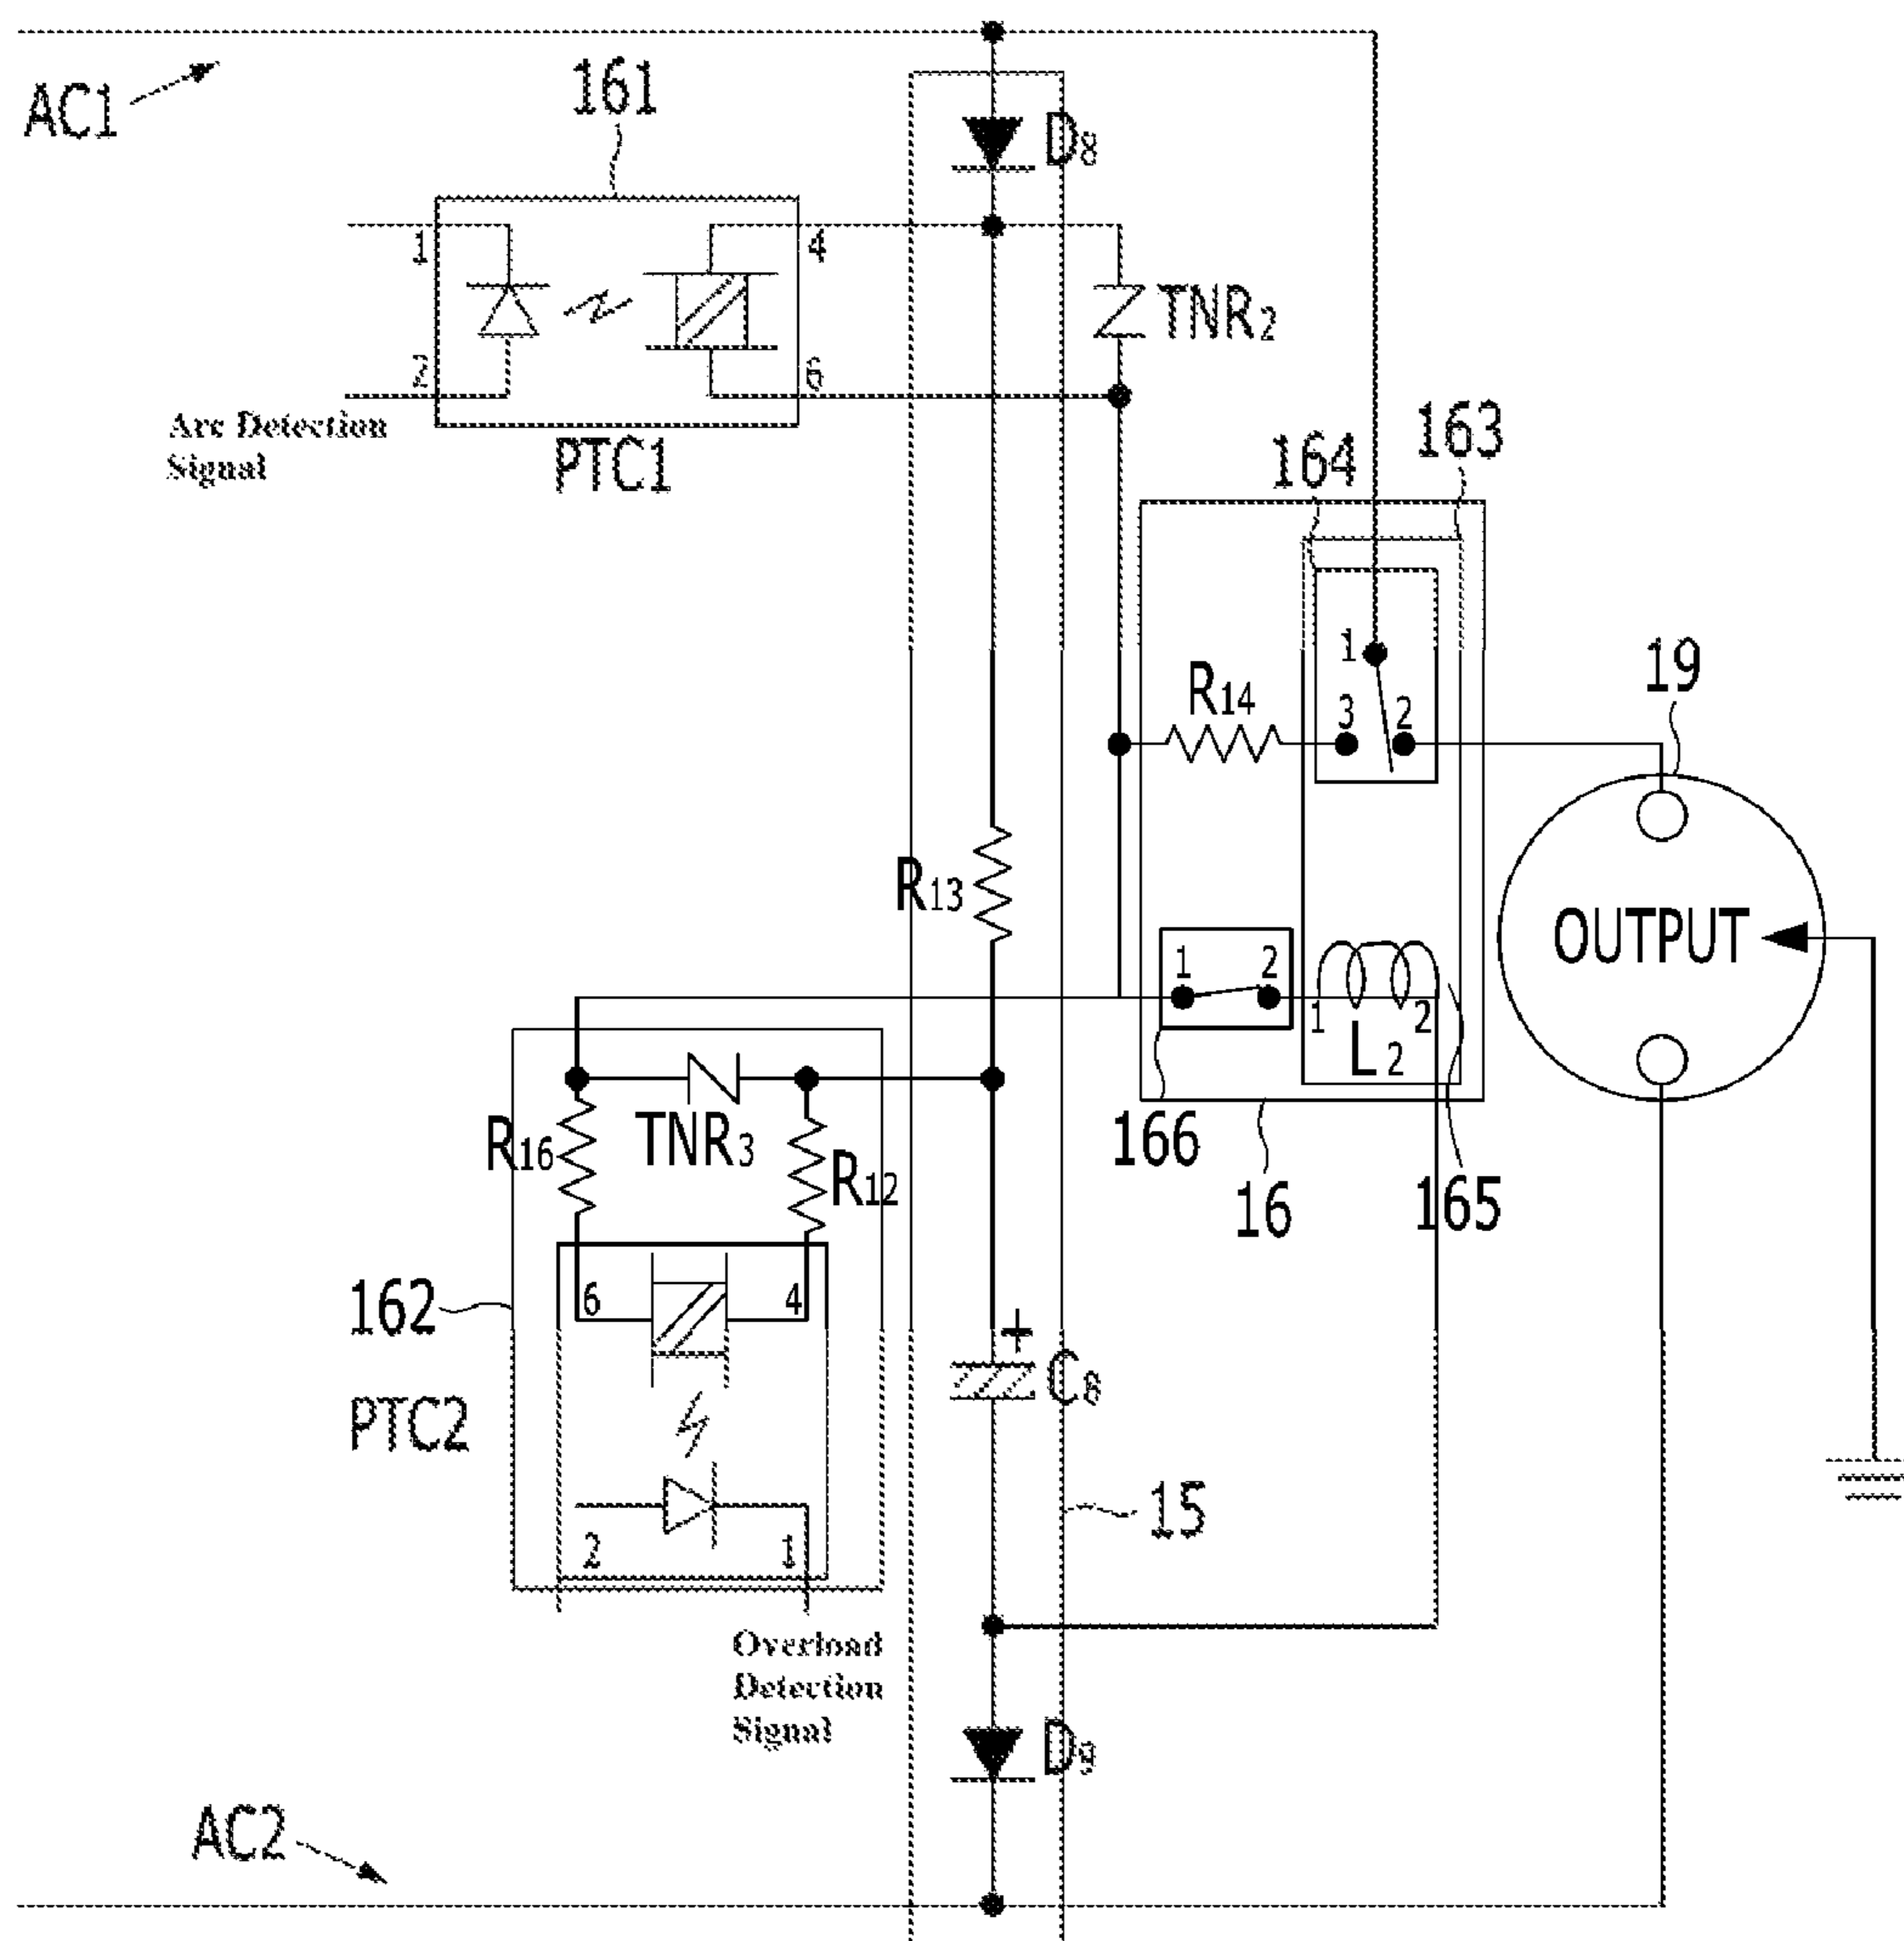 AC1
161
D8
1
4
TNR2
2
6
Arc Detection
Signal
PTC1
163
164
1
19
R14
3
2
R13
OUTPUT
1
2
1
2
L2
R16
TNR3
R12
166
16
165
6
4
162
+
C8
PTC2
15
2
1
Overload
Detection
Signal
D9
AC2